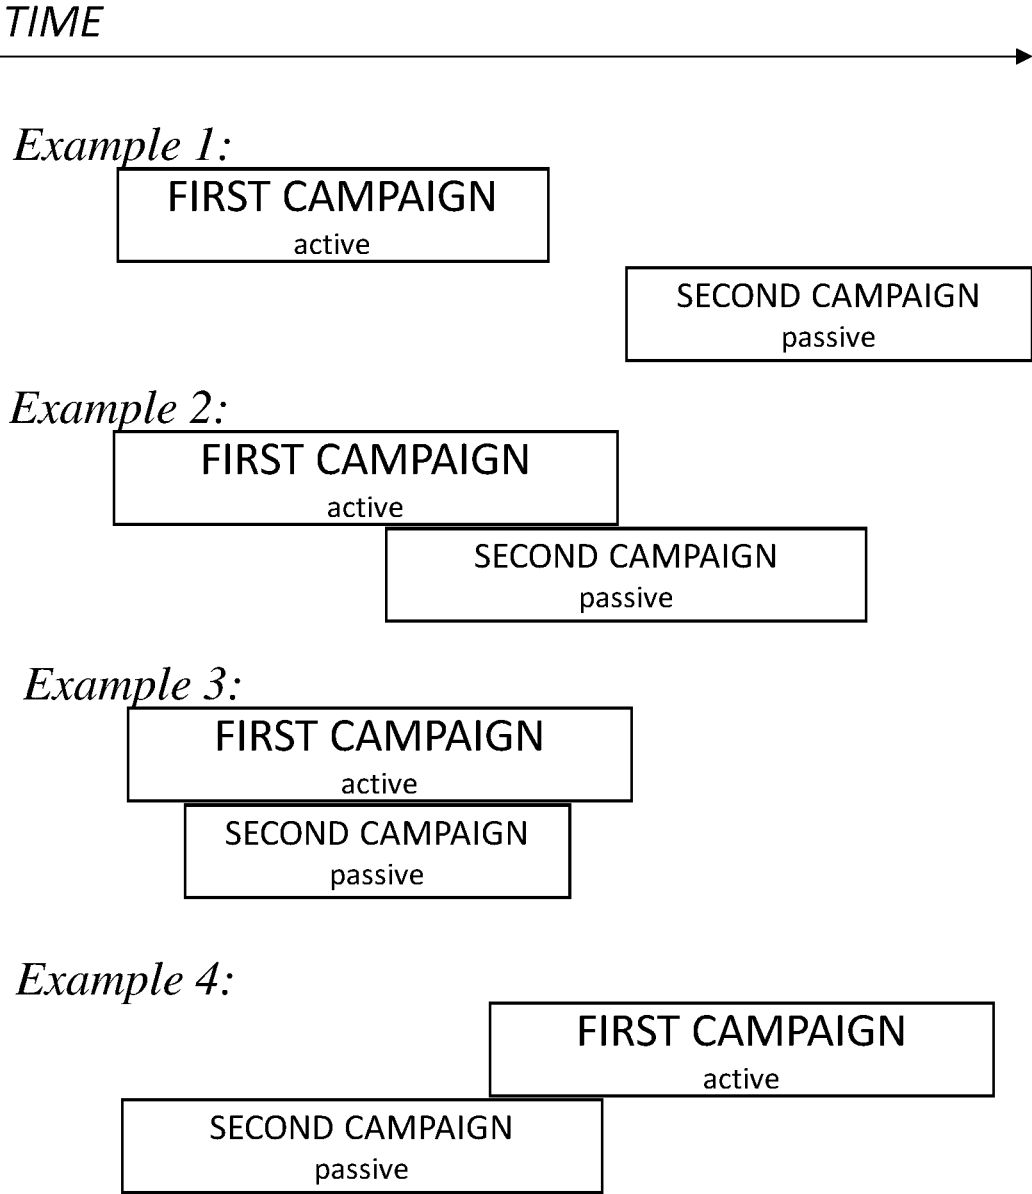 TIME
Example 1:
FIRST CAMPAIGN
active
SECOND CAMPAIGN
passive
Example 2:
FIRST CAMPAIGN
active
SECOND CAMPAIGN
passive
Example 3:
FIRST CAMPAIGN
active
SECOND CAMPAIGN
passive
Example 4:
FIRST CAMPAIGN
active
SECOND CAMPAIGN
passive